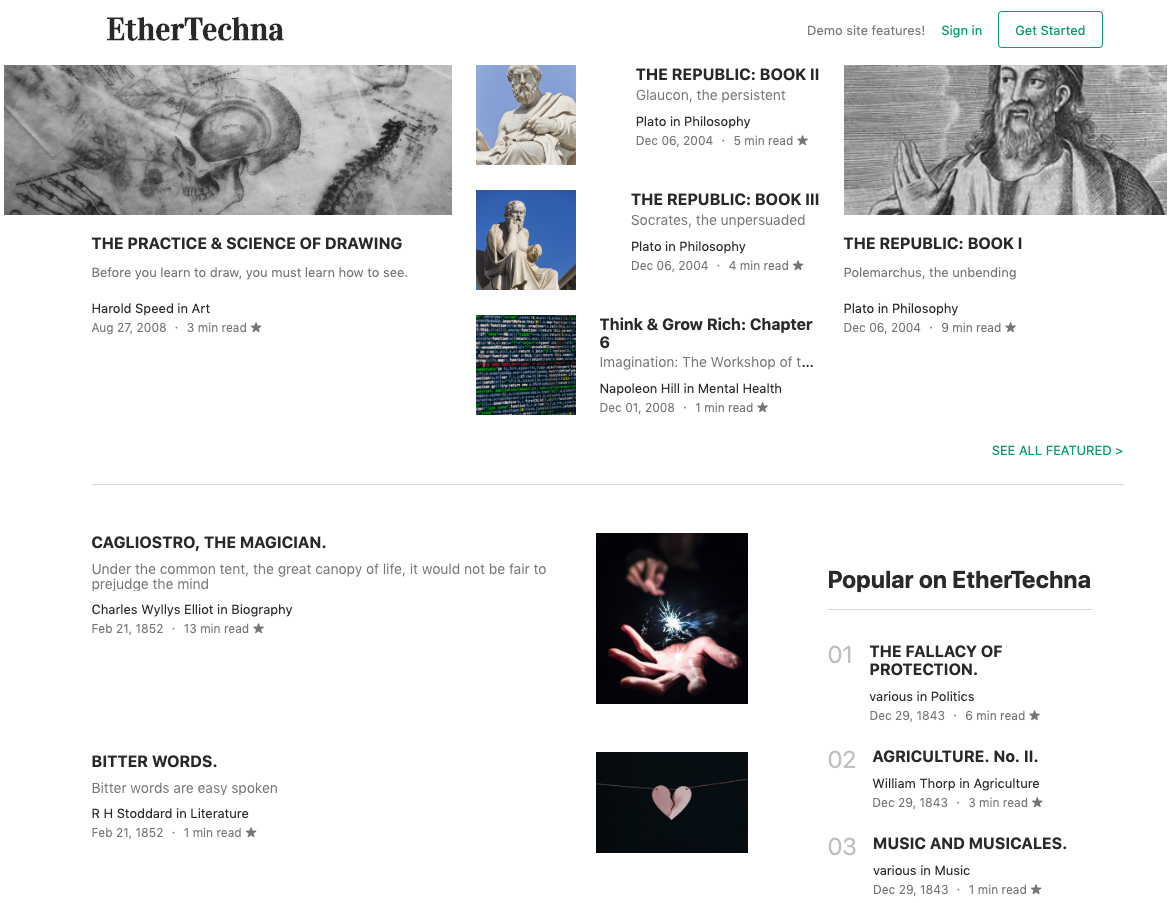 EtherTechna
Demo site features!
Sign in
Get Started
THE PRACTICE & SCIENCE OF DRAWING
Before you learn to draw, you must learn how to see.
Harold Speed in Art
Aug 27, 2008 · 3 min read ★
THE REPUBLIC: BOOK II
Glaucon, the persistent
Plato in Philosophy
Dec 06, 2004 · 5 min read ★
THE REPUBLIC: BOOK III
Socrates, the unpersuaded
Plato in Philosophy
Dec 06, 2004 · 4 min read ★
Think & Grow Rich: Chapter
6
Imagination: The Workshop of t...
Napoleon Hill in Mental Health
Dec 01, 2008 · 1 min read ★
THE REPUBLIC: BOOK I
Polemarchus, the unbending
Plato in Philosophy
Dec 06, 2004 · 9 min read ★
SEE ALL FEATURED >
CAGLIOSTRO, THE MAGICIAN.
Under the common tent, the great canopy of life, it would not be fair to
prejudge the mind
Charles Wyllys Elliot in Biography
Feb 21, 1852 · 13 min read ★
BITTER WORDS.
Bitter words are easy spoken
R H Stoddard in Literature
Feb 21, 1852 · 1 min read ★
Popular on EtherTechna
01
THE FALLACY OF
PROTECTION.
various in Politics
Dec 29, 1843 · 6 min read ★
02
AGRICULTURE. No. II.
William Thorp in Agriculture
Dec 29, 1843 · 3 min read ★
03
MUSIC AND MUSICALES.
various in Music
Dec 29, 1843 · 1 min read ★